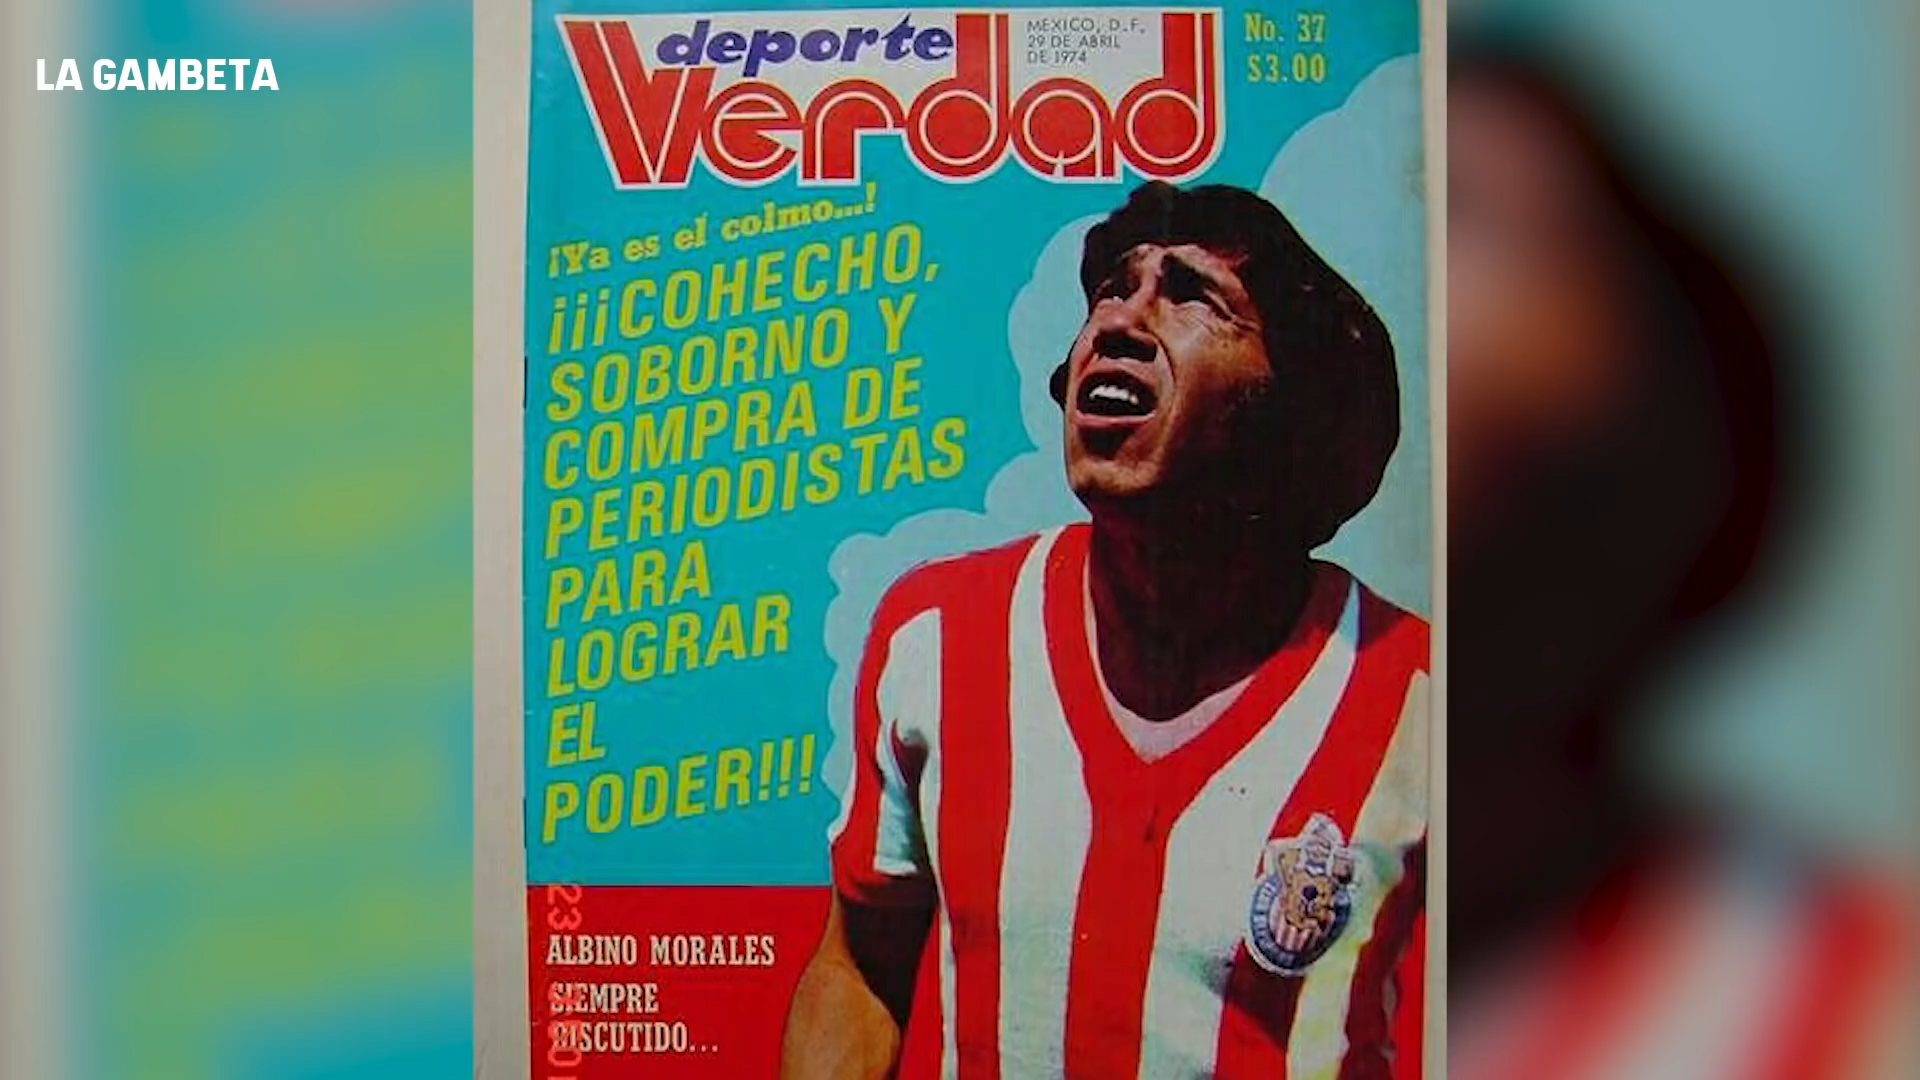 LA GAMBETA
deporte
Verdad
MEXICO, D.F.,
29 DE ABRIL
DE 1974
No. 37
$3.00
¡Ya es el colmo...!
¡¡¡COHECHO,
SOBORNO Y
COMPRA DE
PERIODISTAS
PARA
LOGRAR
EL
PODER!!!
ALBINO MORALES
SIEMPRE
DISCUTIDO...
23